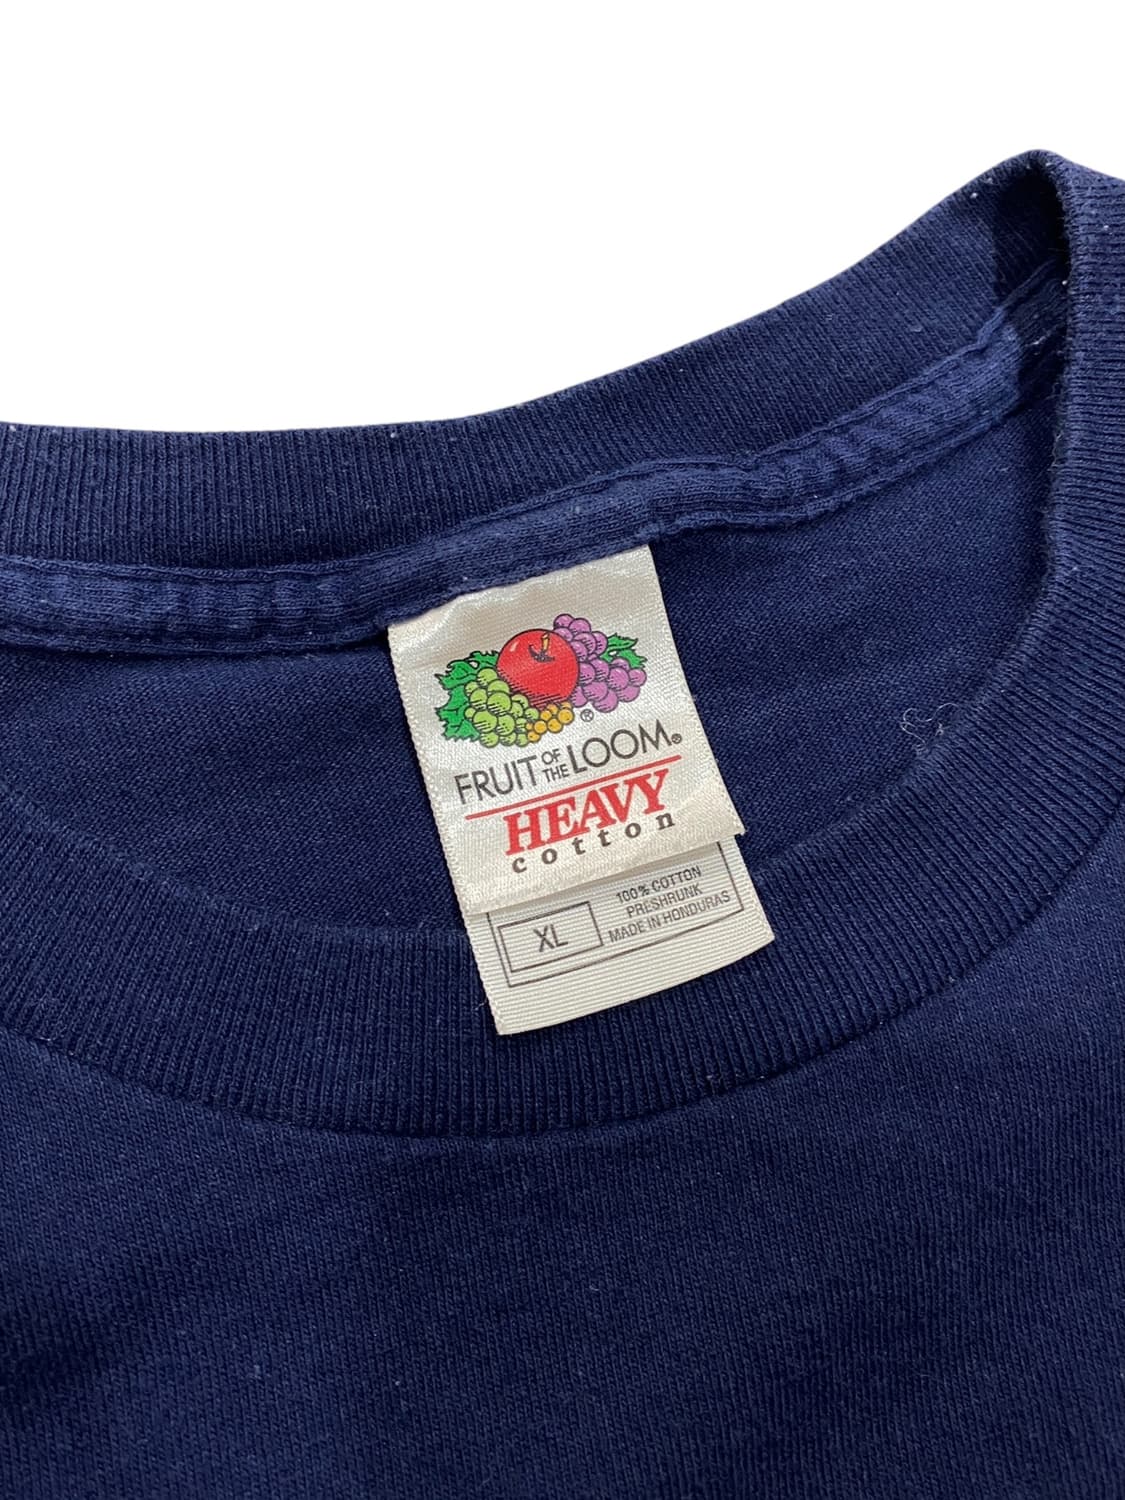 ®
FRUIT OF THE LOOM®
HEAVY
cotton
XL
100% COTTON
PRESHRUNK
MADE IN HONDURAS